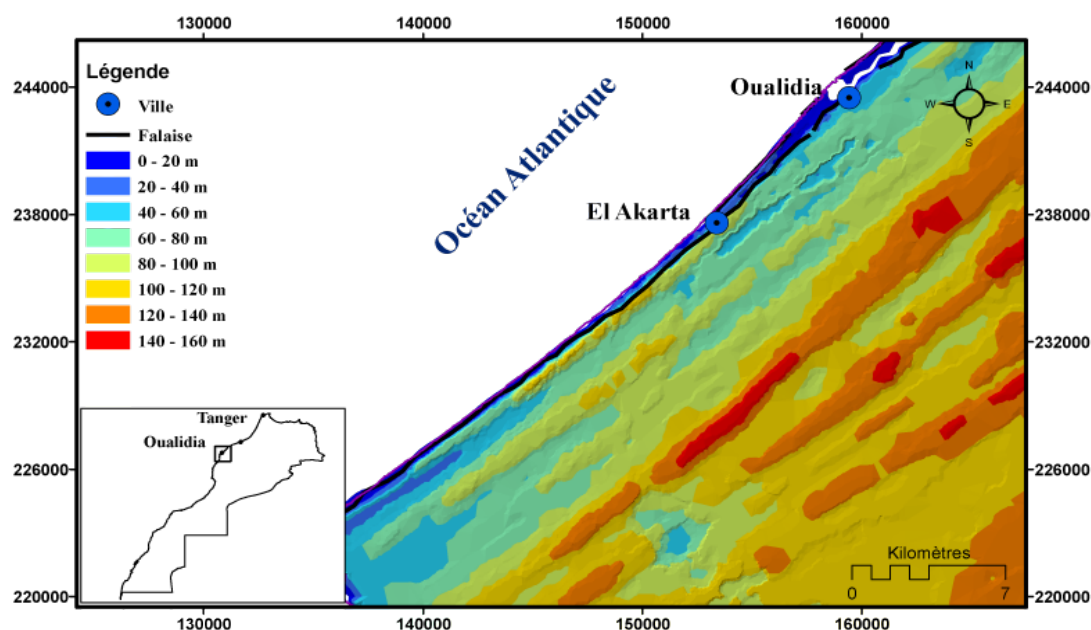 130000 140000 150000 160000
244000 244000
238000 238000
232000 232000
226000 226000
220000 220000
130000 140000 150000 160000
Légende
Ville
Falaise
0 - 20 m
20 - 40 m
40 - 60 m
60 - 80 m
80 - 100 m
100 - 120 m
120 - 140 m
140 - 160 m
Océan Atlantique
Oualidia
El Akarta
N
W E
S
Tanger
Oualidia
Kilomètres
0 7